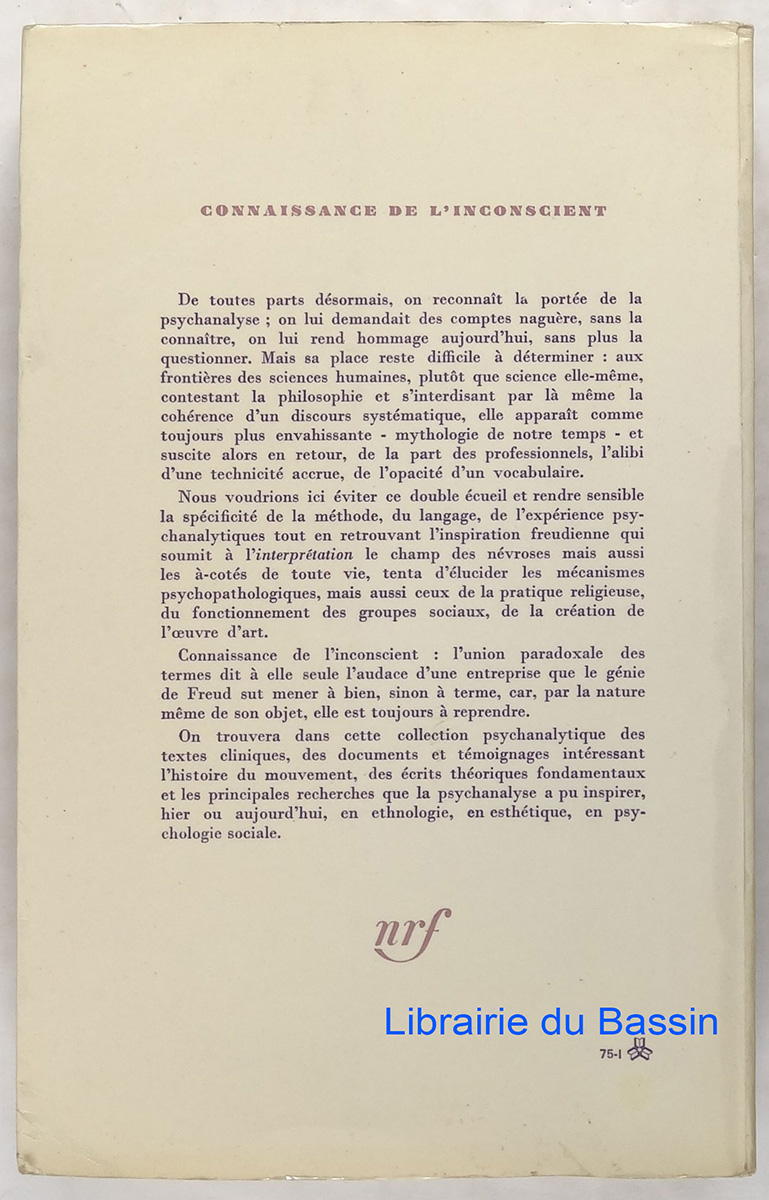 CONNAISSANCE DE L'INCONSCIENT
De toutes parts désormais, on reconnaît la portée de la
psychanalyse ; on lui demandait des comptes naguère, sans la
connaître, on lui rend hommage aujourd'hui, sans plus la
questionner. Mais sa place reste difficile à déterminer : aux
frontières des sciences humaines, plutôt que science elle-même,
contestant la philosophie et s'interdisant par là même la
cohérence d'un discours systématique, elle apparaît comme
toujours plus envahissante - mythologie de notre temps - et
suscite alors en retour, de la part des professionnels, l'alibi
d'une technicité accrue, de l'opacité d'un vocabulaire.
Nous voudrions ici éviter ce double écueil et rendre sensible
la spécificité de la méthode, du langage, de l'expérience psy-
chanalytiques tout en retrouvant l'inspiration freudienne qui
soumit à l'interprétation le champ des névroses mais aussi
les à-cotés de toute vie, tenta d'élucider les mécanismes
psychopathologiques, mais aussi ceux de la pratique religieuse,
du fonctionnement des groupes sociaux, de la création de
l'œuvre d'art.
Connaissance de l'inconscient : l'union paradoxale des
termes dit à elle seule l'audace d'une entreprise que le génie
de Freud sut mener à bien, sinon à terme, car, par la nature
même de son objet, elle est toujours à reprendre.
On trouvera dans cette collection psychanalytique des
textes cliniques, des documents et témoignages intéressant
l'histoire du mouvement, des écrits théoriques fondamentaux
et les principales recherches que la psychanalyse a pu inspirer,
hier ou aujourd'hui, en ethnologie, en esthétique, en psy-
chologie sociale.
nrf
Librairie du Bassin
75-I